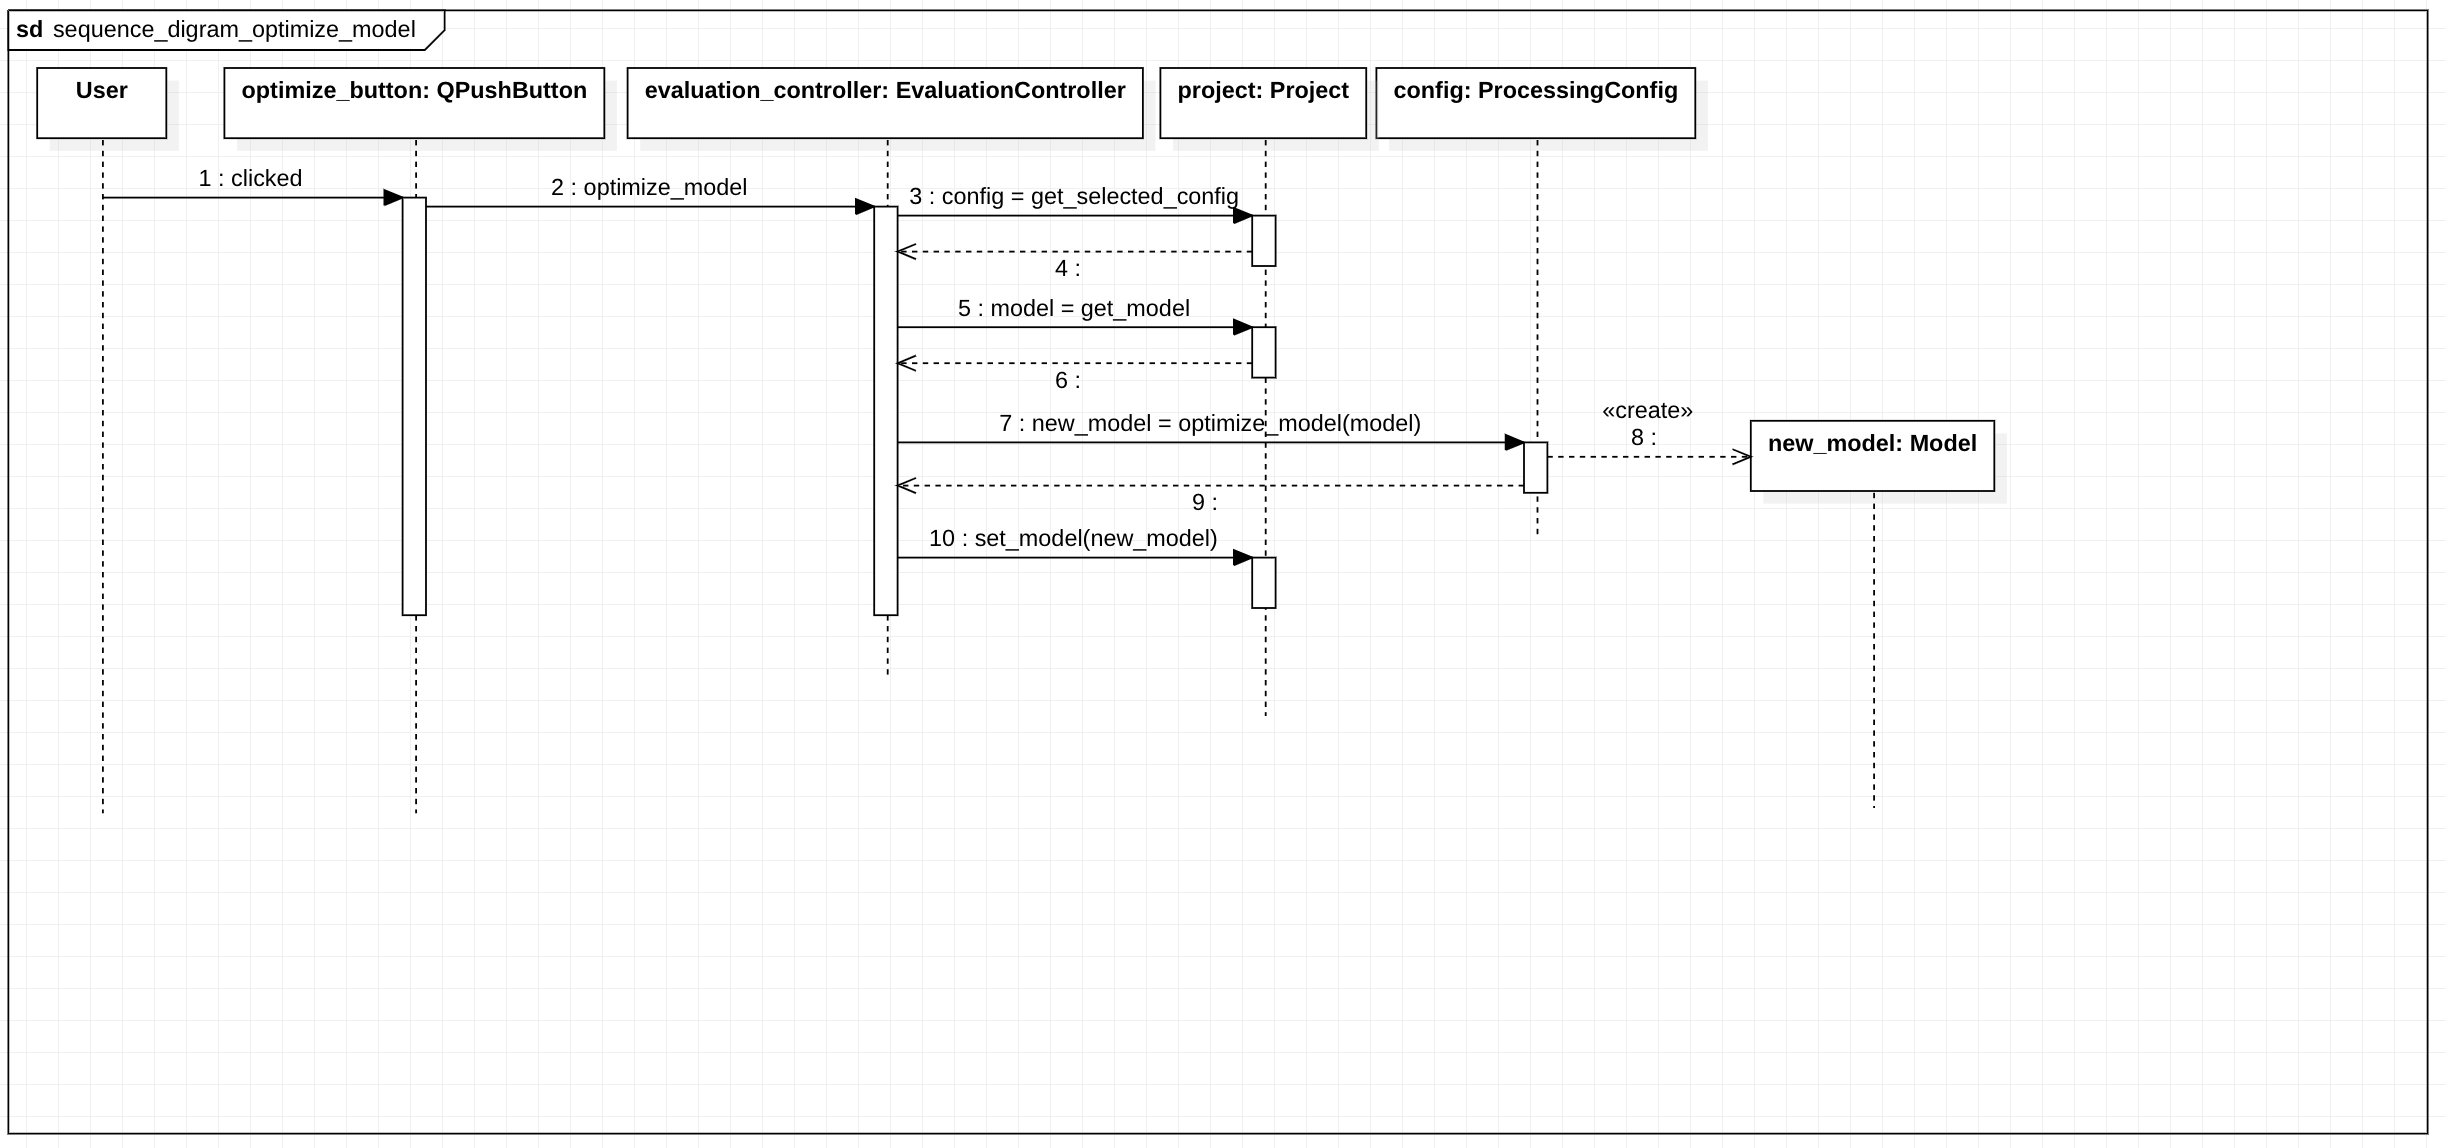 sd sequence_digram_optimize_model
User
optimize_button: QPushButton
evaluation_controller: EvaluationController
project: Project
config: ProcessingConfig
1 : clicked
2 : optimize_model
3 : config = get_selected_config
4 :
5 : model = get_model
6 :
7 : new_model = optimize_model(model)
«create»
8 :
new_model: Model
9 :
10 : set_model(new_model)